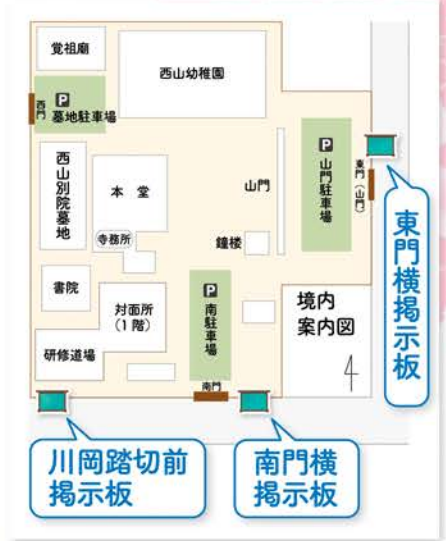 覚祖廟
西山幼稚園
西門
P
墓地駐車場
P
山門駐車場
東門(山門)
西山別院墓地
本堂
山門
寺務所
鐘楼
書院
対面所
(1階)
P
南駐車場
境内
案内図
研修道場
南門
東門横掲示板
川岡踏切前
掲示板
南門横
掲示板